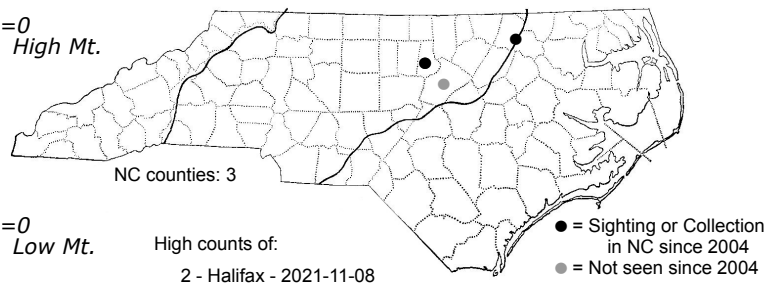 =0
High Mt.
NC counties: 3
=0
Low Mt.
High counts of:
2 - Halifax - 2021-11-08
= Sighting or Collection
in NC since 2004
= Not seen since 2004